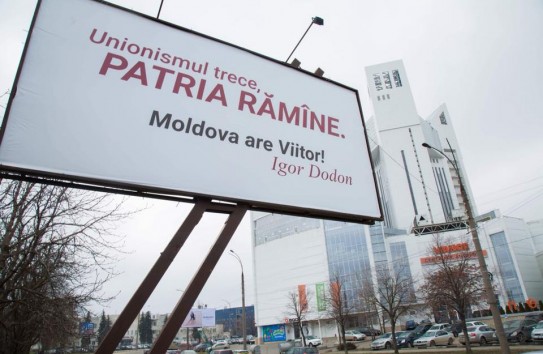 Unionismul trece,
PATRIA RĂMÎNE.
Moldova are Viitor!
Igor Dodon